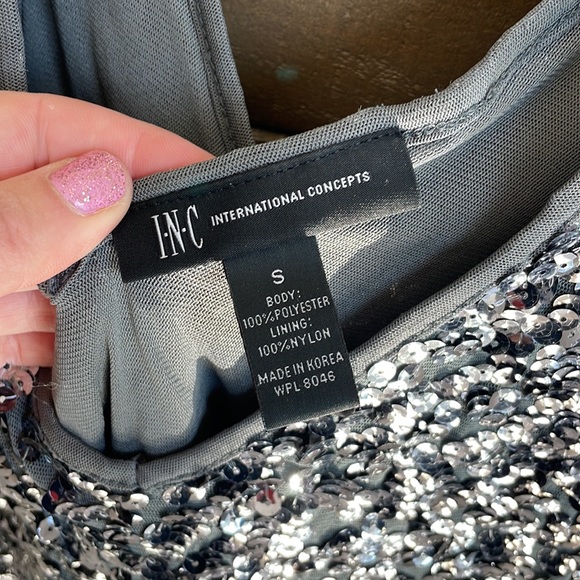 I·N·C INTERNATIONAL CONCEPTS
S
BODY:
100%POLYESTER
LINING:
100%NYLON
MADE IN KOREA
WPL 8046